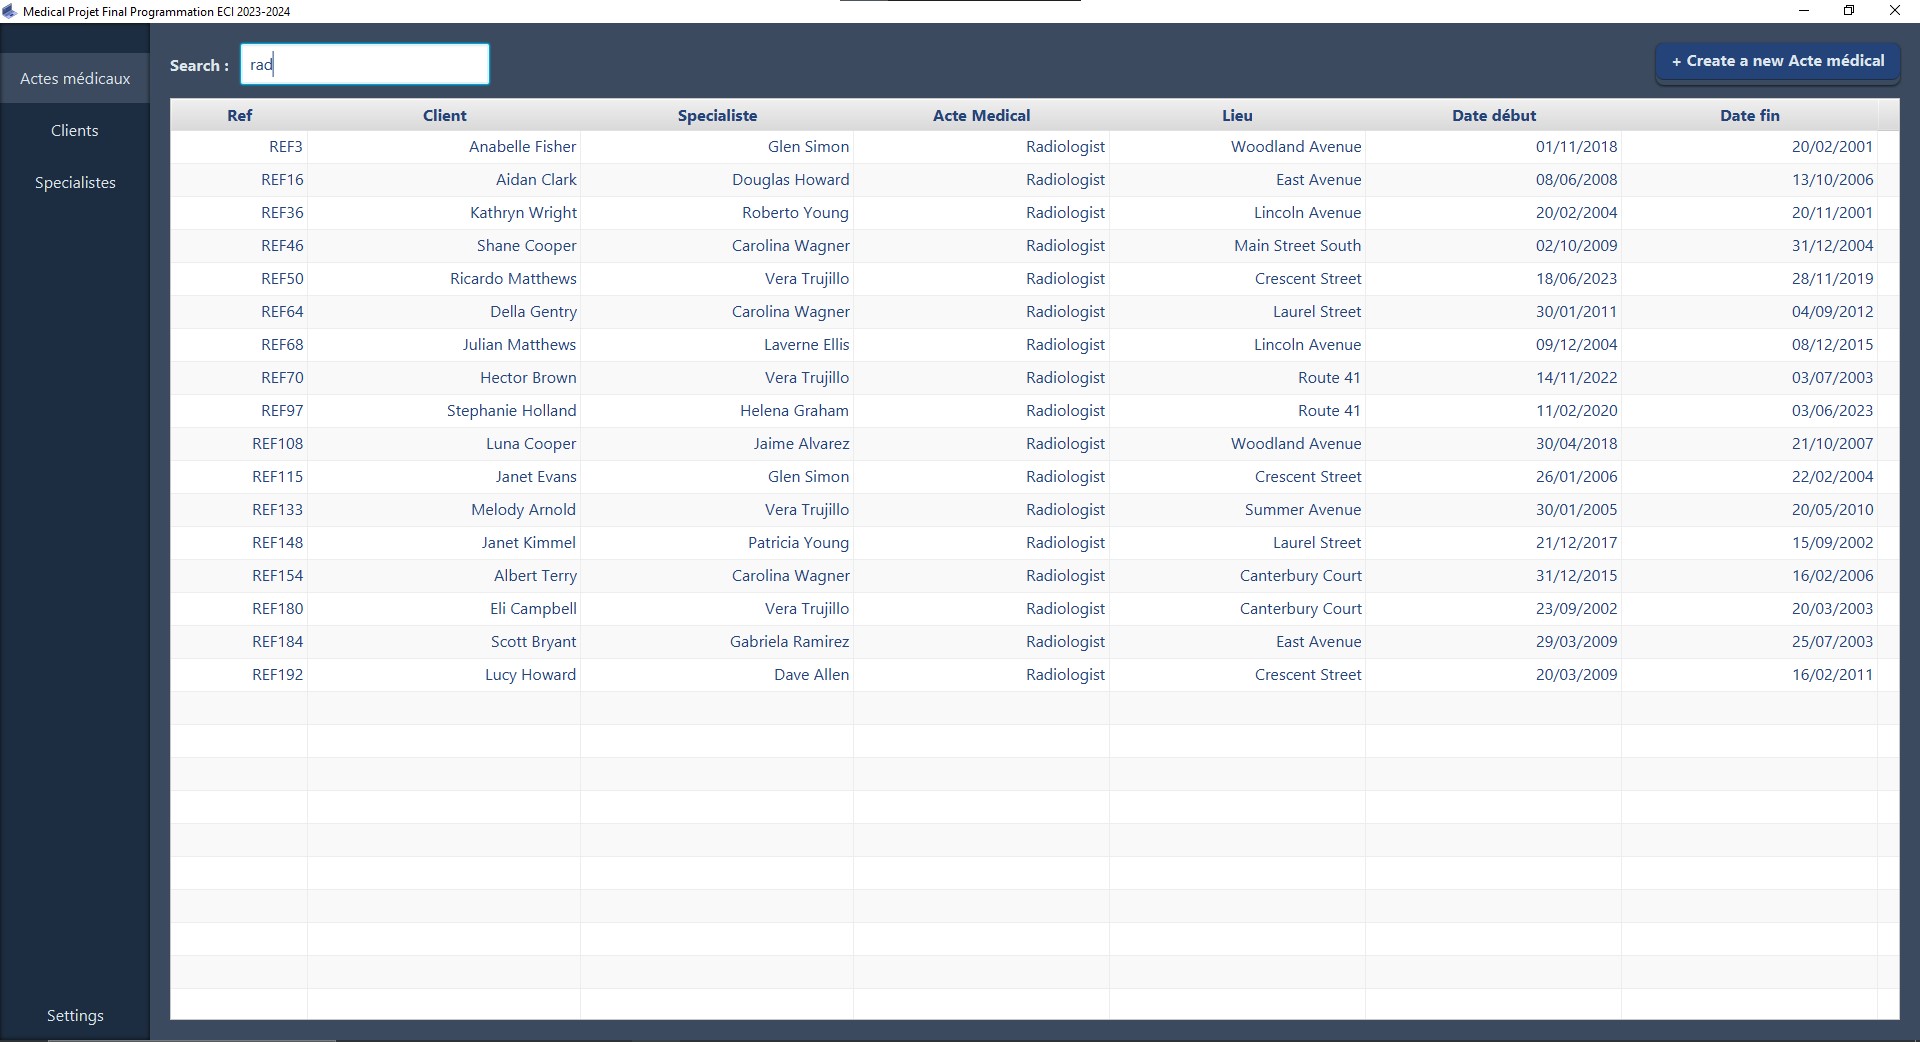 Medical Projet Final Programmation ECI 2023-2024
Actes médicaux
Clients
Specialistes
Settings
Search : rad
+ Create a new Acte médical
Ref Client Specialiste Acte Medical Lieu Date début Date fin
REF3 Anabelle Fisher Glen Simon Radiologist Woodland Avenue 01/11/2018 20/02/2001
REF16 Aidan Clark Douglas Howard Radiologist East Avenue 08/06/2008 13/10/2006
REF36 Kathryn Wright Roberto Young Radiologist Lincoln Avenue 20/02/2004 20/11/2001
REF46 Shane Cooper Carolina Wagner Radiologist Main Street South 02/10/2009 31/12/2004
REF50 Ricardo Matthews Vera Trujillo Radiologist Crescent Street 18/06/2023 28/11/2019
REF64 Della Gentry Carolina Wagner Radiologist Laurel Street 30/01/2011 04/09/2012
REF68 Julian Matthews Laverne Ellis Radiologist Lincoln Avenue 09/12/2004 08/12/2015
REF70 Hector Brown Vera Trujillo Radiologist Route 41 14/11/2022 03/07/2003
REF97 Stephanie Holland Helena Graham Radiologist Route 41 11/02/2020 03/06/2023
REF108 Luna Cooper Jaime Alvarez Radiologist Woodland Avenue 30/04/2018 21/10/2007
REF115 Janet Evans Glen Simon Radiologist Crescent Street 26/01/2006 22/02/2004
REF133 Melody Arnold Vera Trujillo Radiologist Summer Avenue 30/01/2005 20/05/2010
REF148 Janet Kimmel Patricia Young Radiologist Laurel Street 21/12/2017 15/09/2002
REF154 Albert Terry Carolina Wagner Radiologist Canterbury Court 31/12/2015 16/02/2006
REF180 Eli Campbell Vera Trujillo Radiologist Canterbury Court 23/09/2002 20/03/2003
REF184 Scott Bryant Gabriela Ramirez Radiologist East Avenue 29/03/2009 25/07/2003
REF192 Lucy Howard Dave Allen Radiologist Crescent Street 20/03/2009 16/02/2011